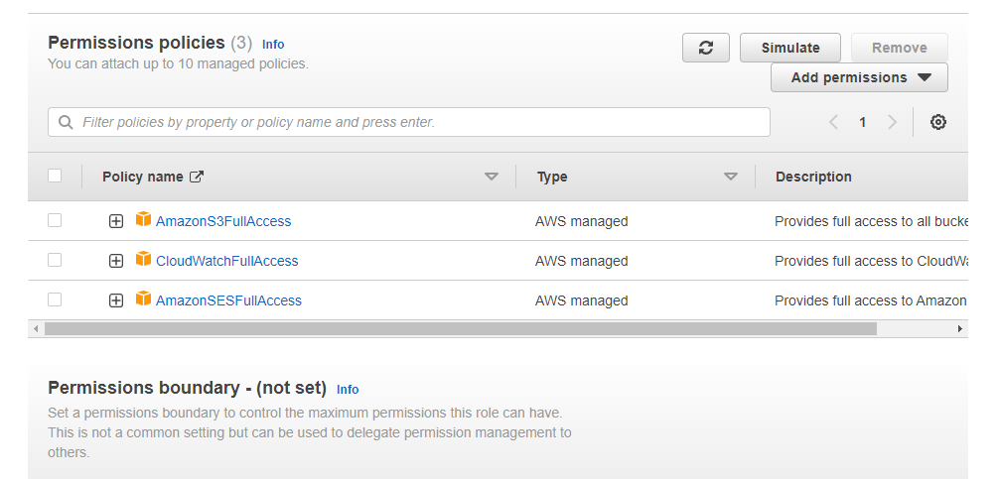 Permissions policies (3) Info
You can attach up to 10 managed policies.
Simulate
Remove
Add permissions
Filter policies by property or policy name and press enter.
1
Policy name Type Description
AmazonS3FullAccess AWS managed Provides full access to all bucke
CloudWatchFullAccess AWS managed Provides full access to CloudWa
AmazonSESFullAccess AWS managed Provides full access to Amazon
Permissions boundary - (not set) Info
Set a permissions boundary to control the maximum permissions this role can have.
This is not a common setting but can be used to delegate permission management to
others.